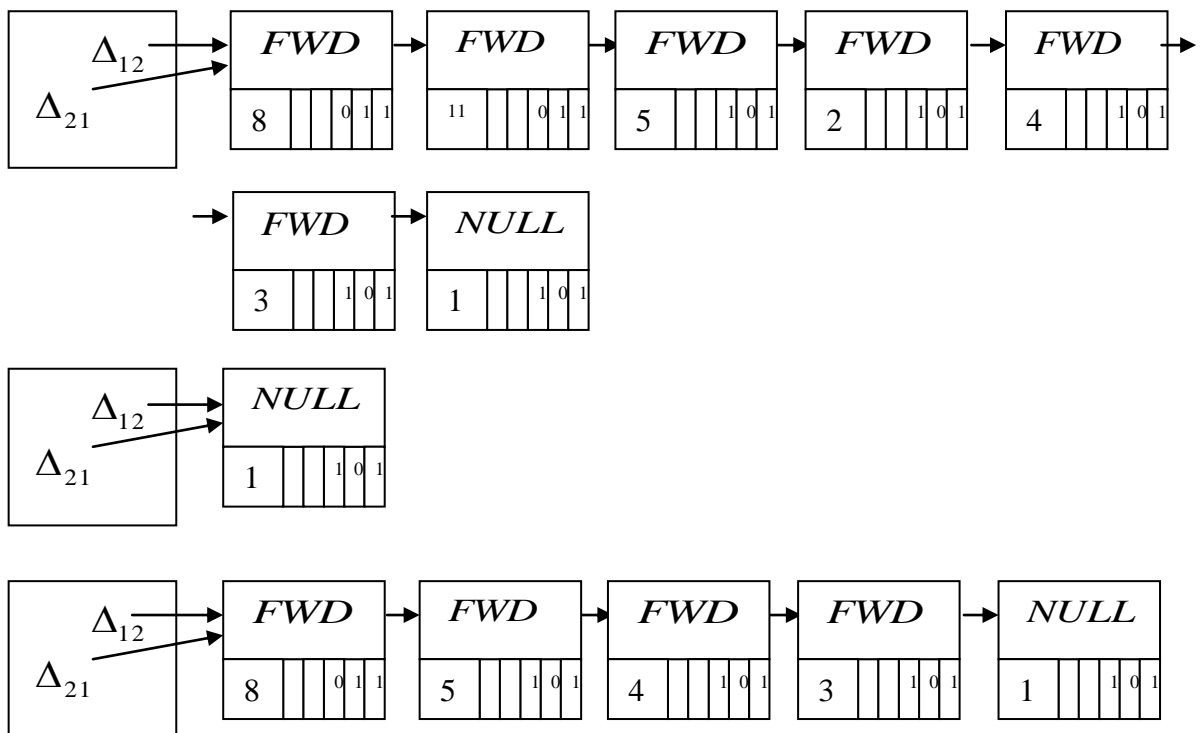 Δ12 FWD FWD FWD FWD FWD
Δ21
8 0 1 1 11 0 1 1 5 1 0 1 2 1 0 1 4 1 0 1
FWD NULL
3 1 0 1 1 1 0 1
Δ12 NULL
Δ21
1 1 0 1
Δ12 FWD FWD FWD FWD NULL
Δ21
8 0 1 1 5 1 0 1 4 1 0 1 3 1 0 1 1 1 0 1